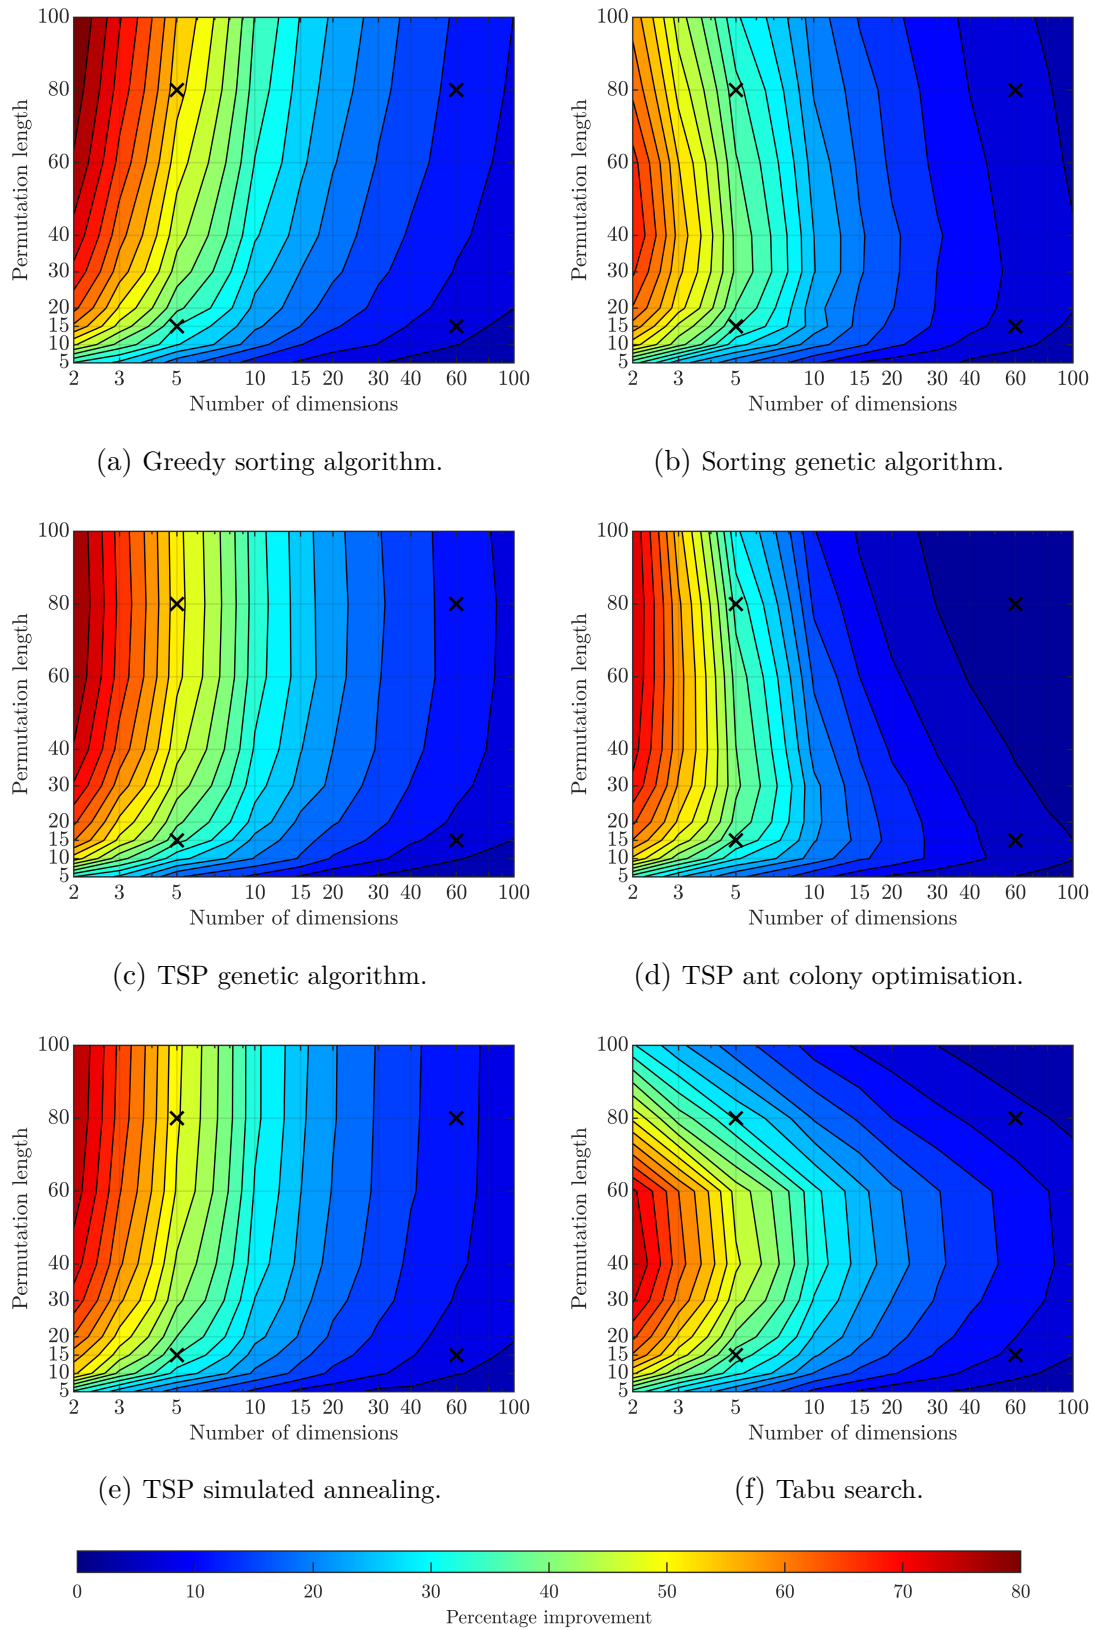 100
80
60
40
30
20
15
10
5
Permutation length
2 3 5 10 15 20 30 40 60 100
Number of dimensions
(a) Greedy sorting algorithm.
100
80
60
40
30
20
15
10
5
Permutation length
2 3 5 10 15 20 30 40 60 100
Number of dimensions
(b) Sorting genetic algorithm.
100
80
60
40
30
20
15
10
5
Permutation length
2 3 5 10 15 20 30 40 60 100
Number of dimensions
(c) TSP genetic algorithm.
100
80
60
40
30
20
15
10
5
Permutation length
2 3 5 10 15 20 30 40 60 100
Number of dimensions
(d) TSP ant colony optimisation.
100
80
60
40
30
20
15
10
5
Permutation length
2 3 5 10 15 20 30 40 60 100
Number of dimensions
(e) TSP simulated annealing.
100
80
60
40
30
20
15
10
5
Permutation length
2 3 5 10 15 20 30 40 60 100
Number of dimensions
(f) Tabu search.
0 10 20 30 40 50 60 70 80
Percentage improvement